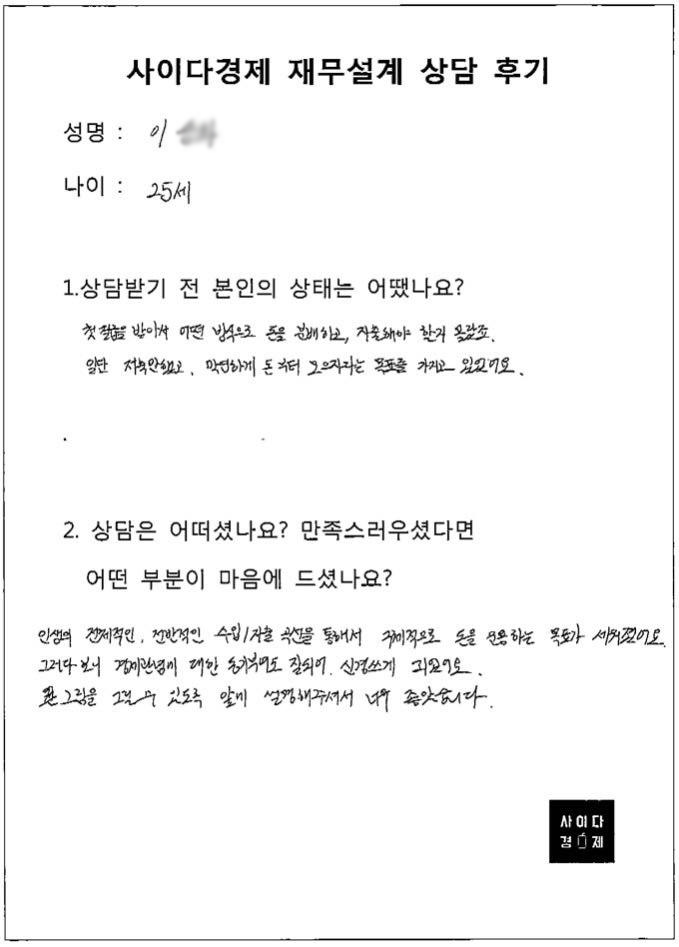 사이다경제 재무설계 상담 후기
성명 : 이
나이 : 25세
1.상담받기 전 본인의 상태는 어땠나요?
첫 월급을 받아서 어떤 방식으로 돈을 분배하고, 지출해야 할지 몰랐죠.
일단 저축안하고, 막연하게 돈부터 모으자라는 목표를 가지고 있었어요.
2. 상담은 어떠셨나요? 만족스러우셨다면
어떤 부분이 마음에 드셨나요?
인생의 전체적인, 전반적인 수입/지출 곡선을 통해서 구체적으로 돈을 운용하는 목표가 세워졌어요.
그러다 보니 경제관념에 대한 동기부여도 잘되어, 신경쓰게 되었어요.
큰 그림을 그릴 수 있도록 알게 설명해주셔서 너무 좋았습니다.
사이다
경제